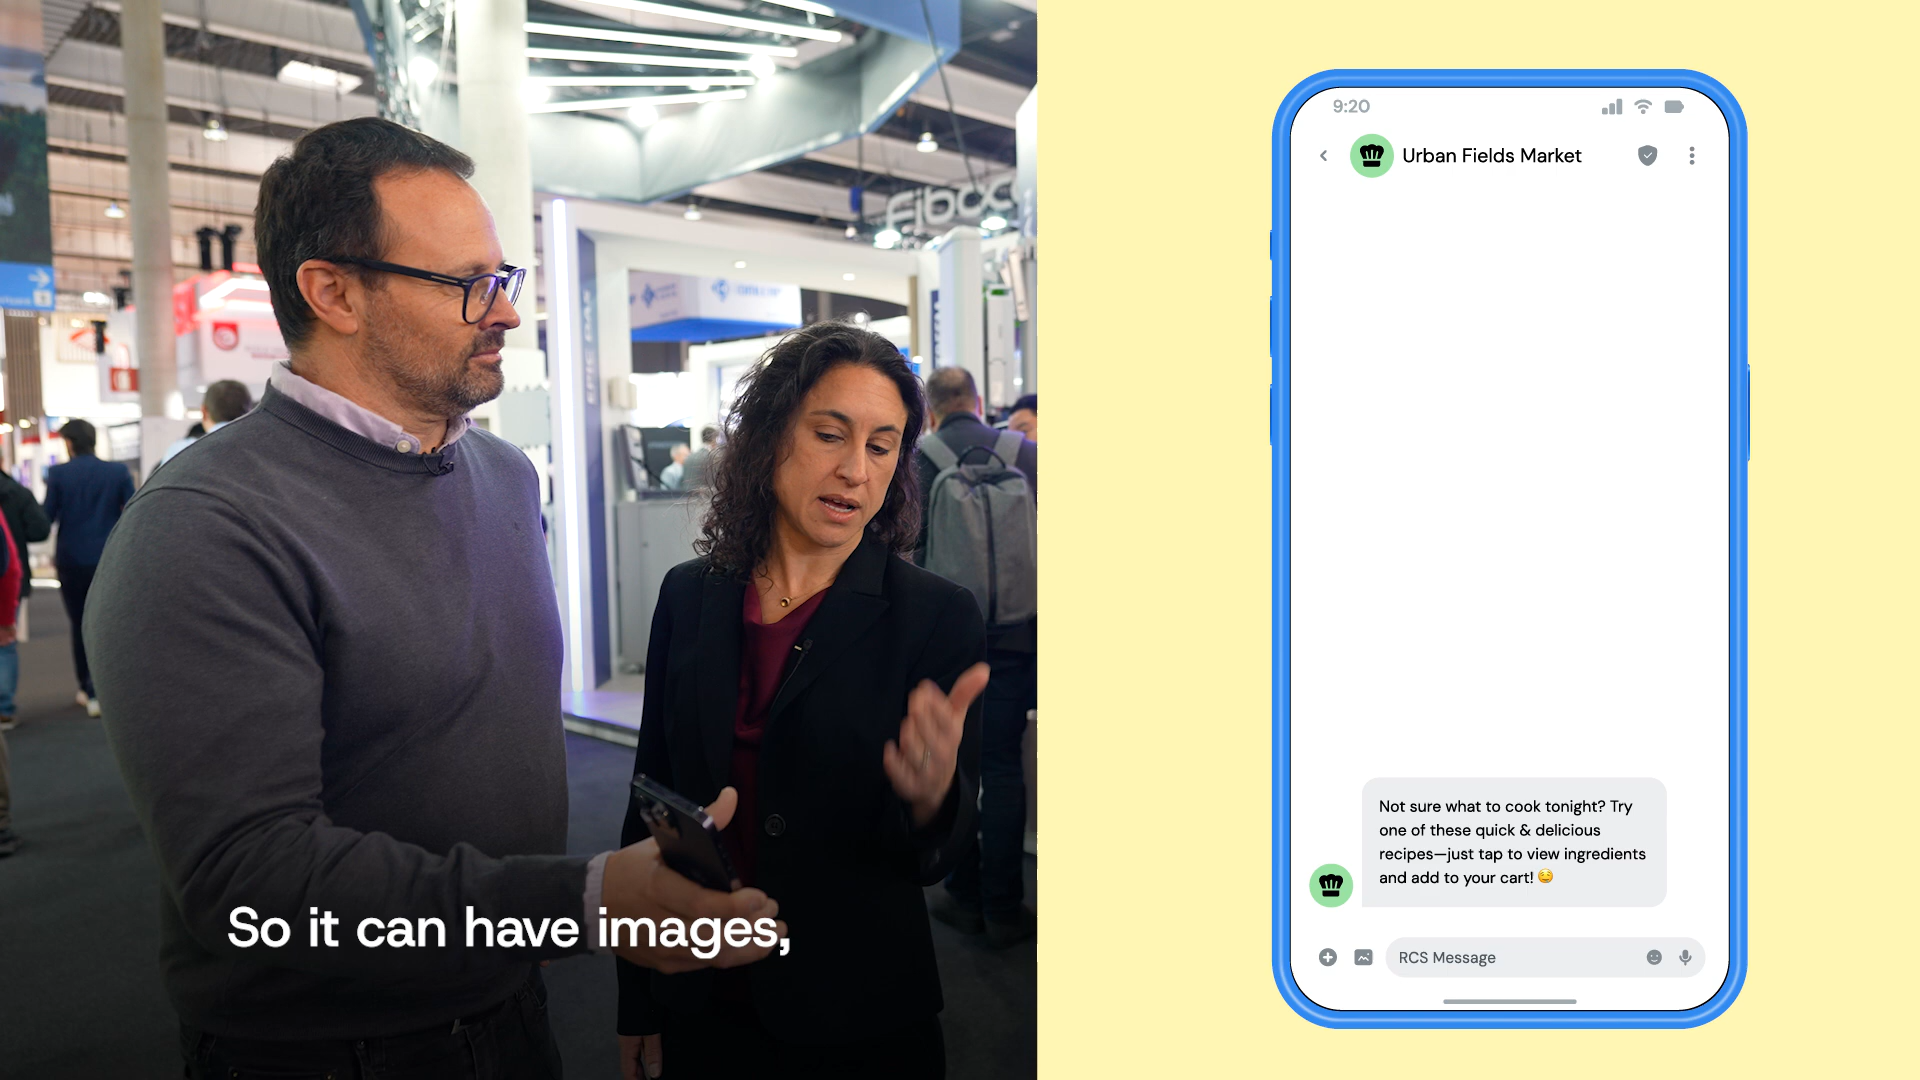 So it can have images,
9:20
Urban Fields Market
Not sure what to cook tonight? Try
one of these quick & delicious
recipes—just tap to view ingredients
and add to your cart! 😋
RCS Message